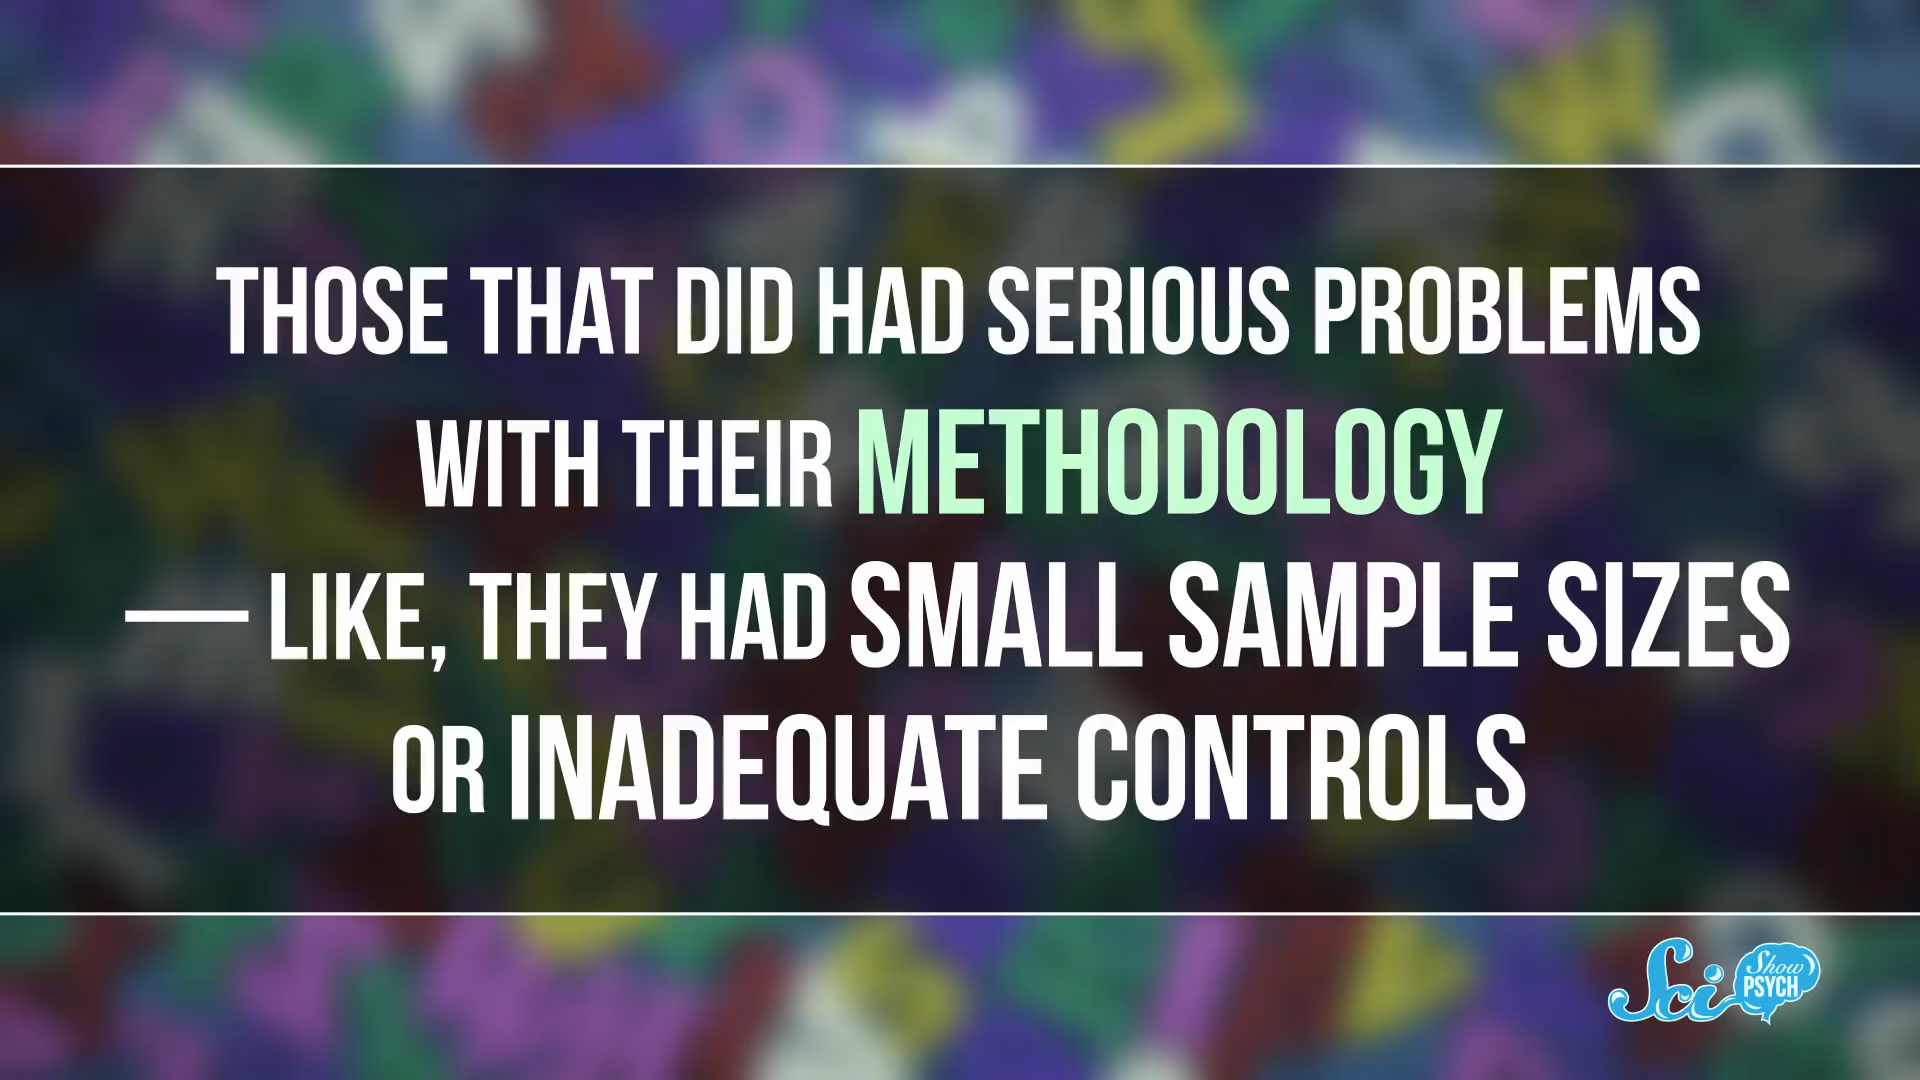 THOSE THAT DID HAD SERIOUS PROBLEMS
WITH THEIR METHODOLOGY
— LIKE, THEY HAD SMALL SAMPLE SIZES
OR INADEQUATE CONTROLS
Sci Show PSYCH